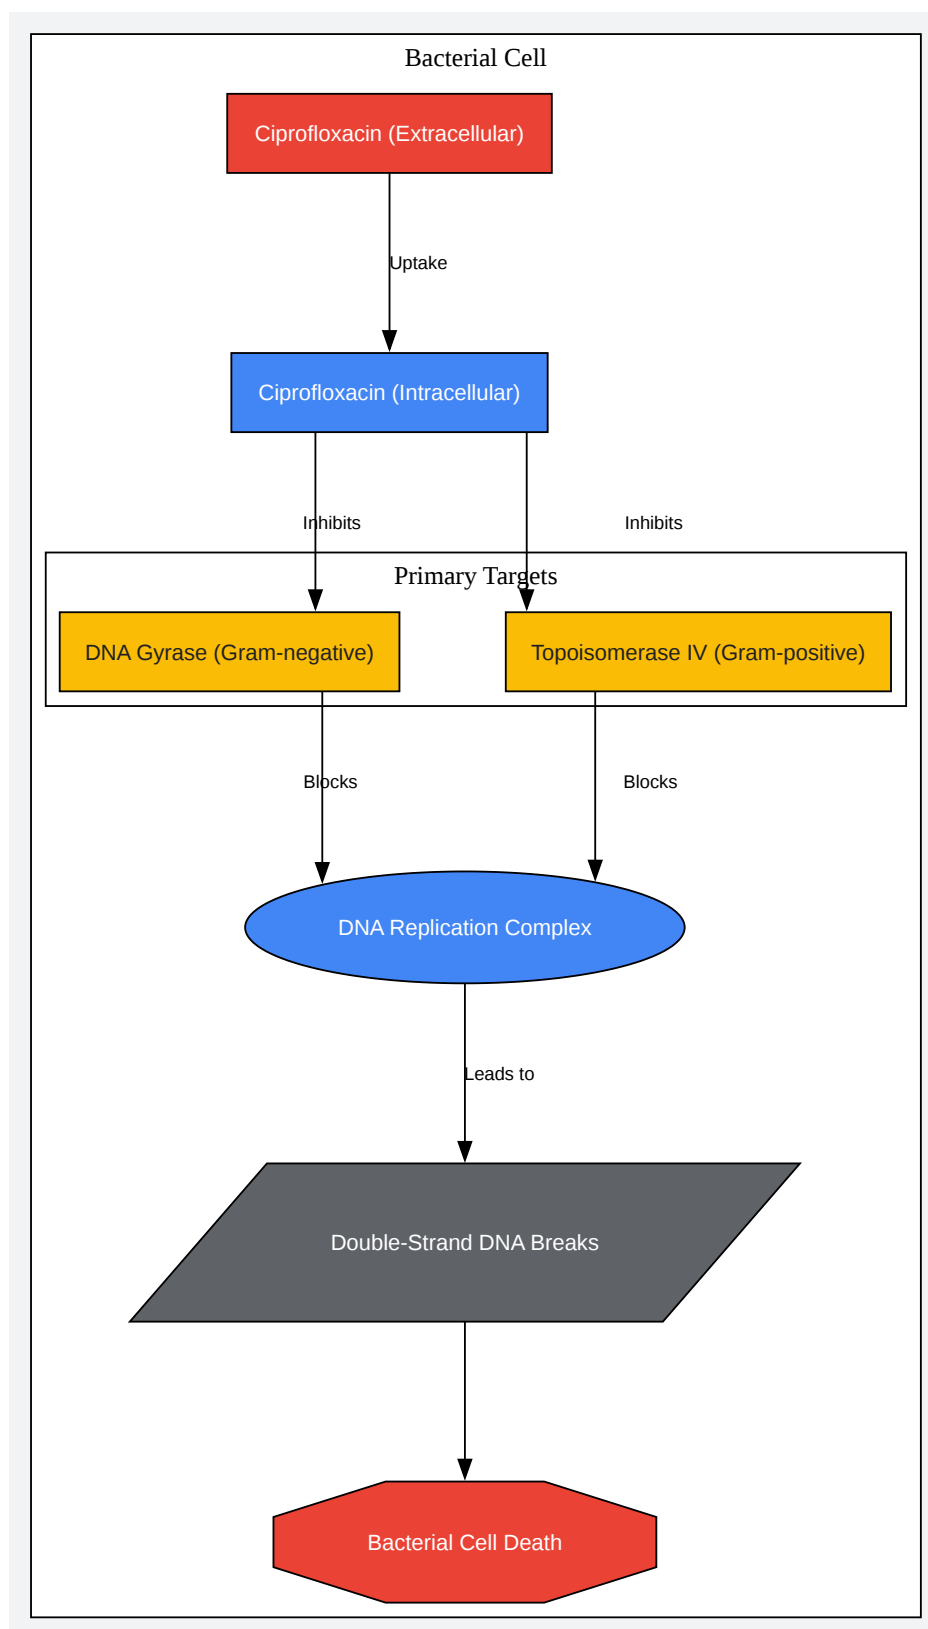 Bacterial Cell
Ciprofloxacin (Extracellular)
Uptake
Ciprofloxacin (Intracellular)
Inhibits
Inhibits
Primary Targets
DNA Gyrase (Gram-negative)
Topoisomerase IV (Gram-positive)
Blocks
Blocks
DNA Replication Complex
Leads to
Double-Strand DNA Breaks
Bacterial Cell Death